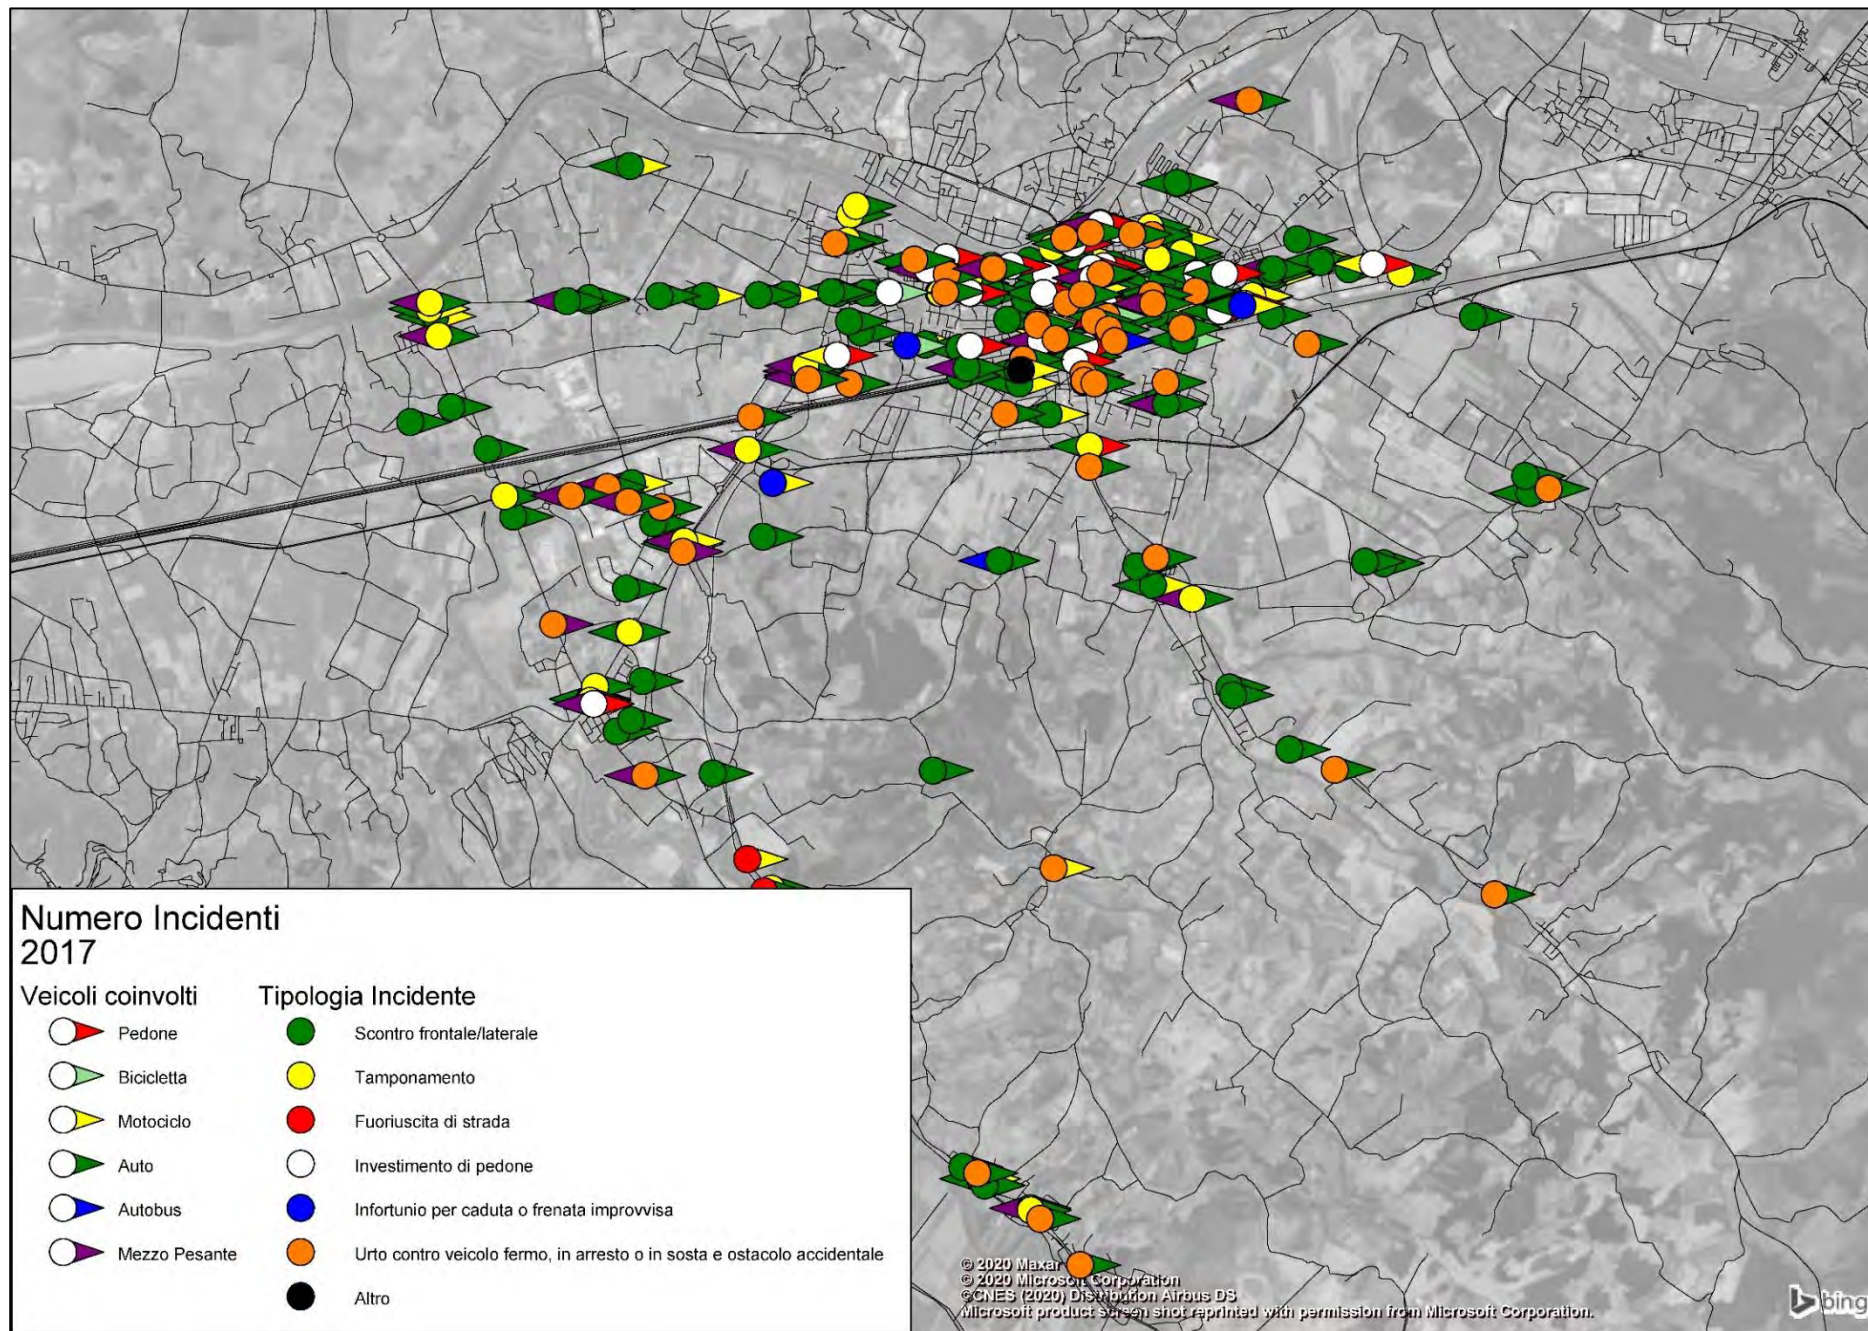 Numero Incidenti
2017
Veicoli coinvolti
Pedone
Bicicletta
Motociclo
Auto
Autobus
Mezzo Pesante
Tipologia Incidente
Scontro frontale/laterale
Tamponamento
Fuoriuscita di strada
Investimento di pedone
Infortunio per caduta o frenata improvvisa
Urto contro veicolo fermo, in arresto o in sosta e ostacolo accidentale
Altro
© 2020 Maxar
© 2020 Microsoft Corporation
©CNES (2020) Distribution Airbus DS
Microsoft product screen shot reprinted with permission from Microsoft Corporation.
bing